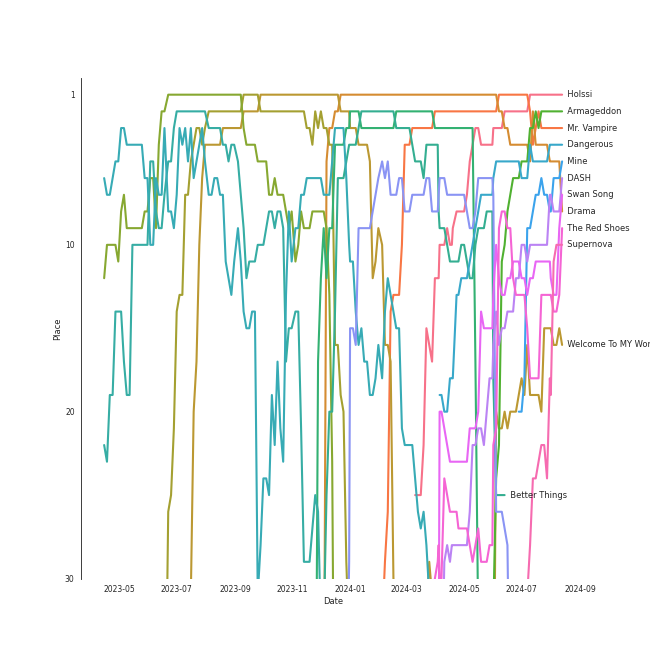 1
10
20
30
Place
Holssi
Armageddon
Mr. Vampire
Dangerous
Mine
DASH
Swan Song
Drama
The Red Shoes
Supernova
Welcome To MY Wor
Better Things
2023-05
2023-07
2023-09
2023-11
2024-01
2024-03
2024-05
2024-07
2024-09
Date